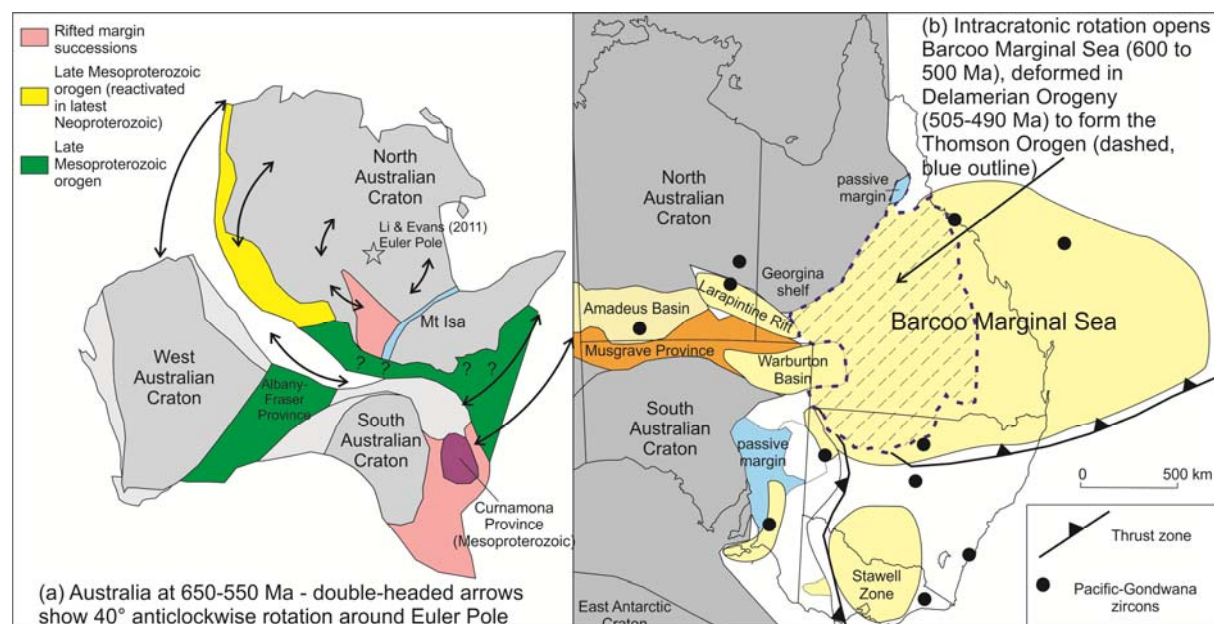 Rifted margin
successions
Late Mesoproterozoic
orogen (reactivated
in latest
Neoproterozoic)
Late
Mesoproterozoic
orogen
North
Australian
Craton
Li & Evans (2011)
Euler Pole
Mt Isa
West
Australian
Craton
Albany-
Fraser
Province
? ? ? ?
South
Australian
Craton
Curnamona
Province
(Mesoproterozoic)
(a) Australia at 650-550 Ma - double-headed arrows
show 40° anticlockwise rotation around Euler Pole
(b) Intracratonic rotation opens
Barcoo Marginal Sea (600 to
500 Ma), deformed in
Delamerian Orogeny
(505-490 Ma) to form the
Thomson Orogen (dashed,
blue outline)
North
Australian
Craton
passive
margin
Georgina
shelf
Larapintine Rift
Amadeus Basin
Musgrave Province
Warburton
Basin
Barcoo Marginal Sea
South
Australian
Craton
passive
margin
Stawell
Zone
East Antarctic
Craton
0 500 km
Thrust zone
Pacific-Gondwana
zircons